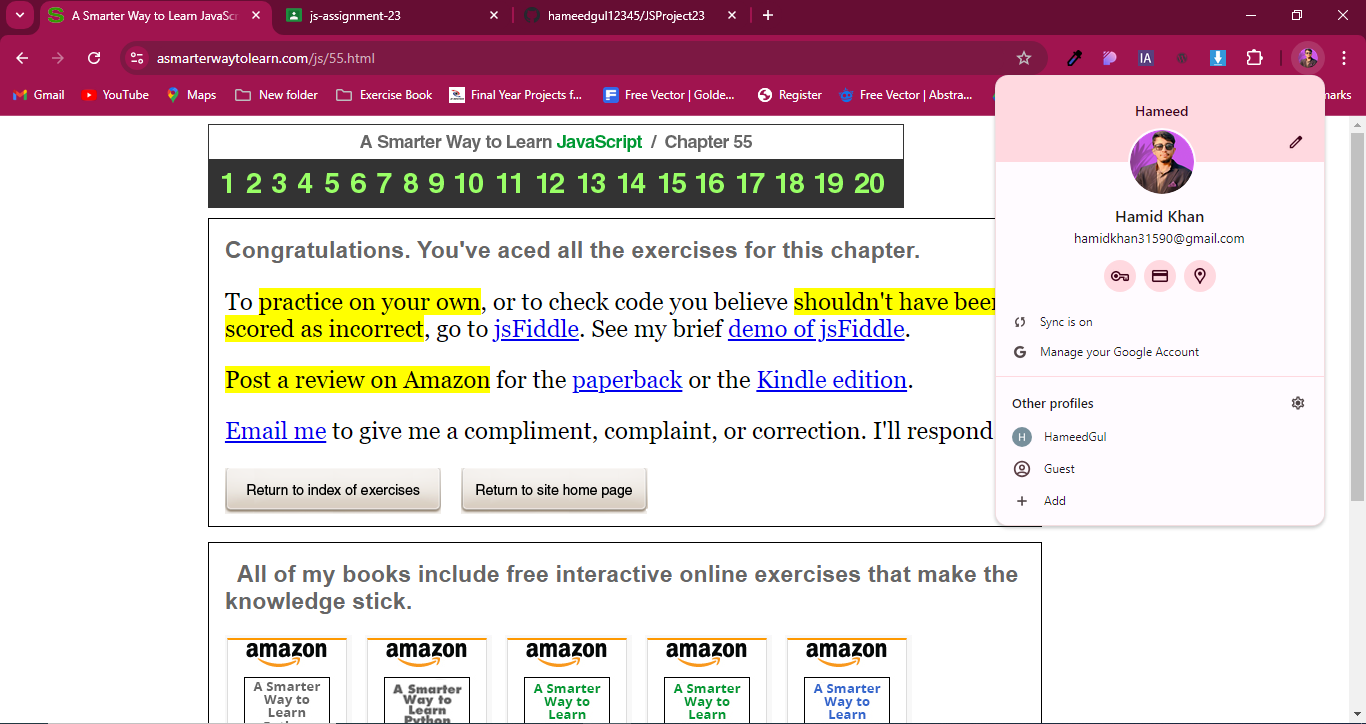 A Smarter Way to Learn JavaSc
js-assignment-23
hameedgul12345/JSProject23
asmarterwaytolearn.com/js/55.html
IA
Gmail
YouTube
Maps
New folder
Exercise Book
Final Year Projects f...
Free Vector | Golde...
Register
Free Vector | Abstra...
marks
A Smarter Way to Learn JavaScript / Chapter 55
1 2 3 4 5 6 7 8 9 10 11 12 13 14 15 16 17 18 19 20
Congratulations. You've aced all the exercises for this chapter.
To practice on your own, or to check code you believe shouldn't have been
scored as incorrect, go to jsFiddle. See my brief demo of jsFiddle.
Post a review on Amazon for the paperback or the Kindle edition.
Email me to give me a compliment, complaint, or correction. I'll respond
Return to index of exercises
Return to site home page
All of my books include free interactive online exercises that make the
knowledge stick.
amazon
A Smarter
Way to
Learn
Python
amazon
A Smarter
Way to
Learn
Python
amazon
A Smarter
Way to
Learn
amazon
A Smarter
Way to
Learn
amazon
A Smarter
Way to
Learn
Hameed
Hamid Khan
hamidkhan31590@gmail.com
Sync is on
Manage your Google Account
Other profiles
H
HameedGul
Guest
Add